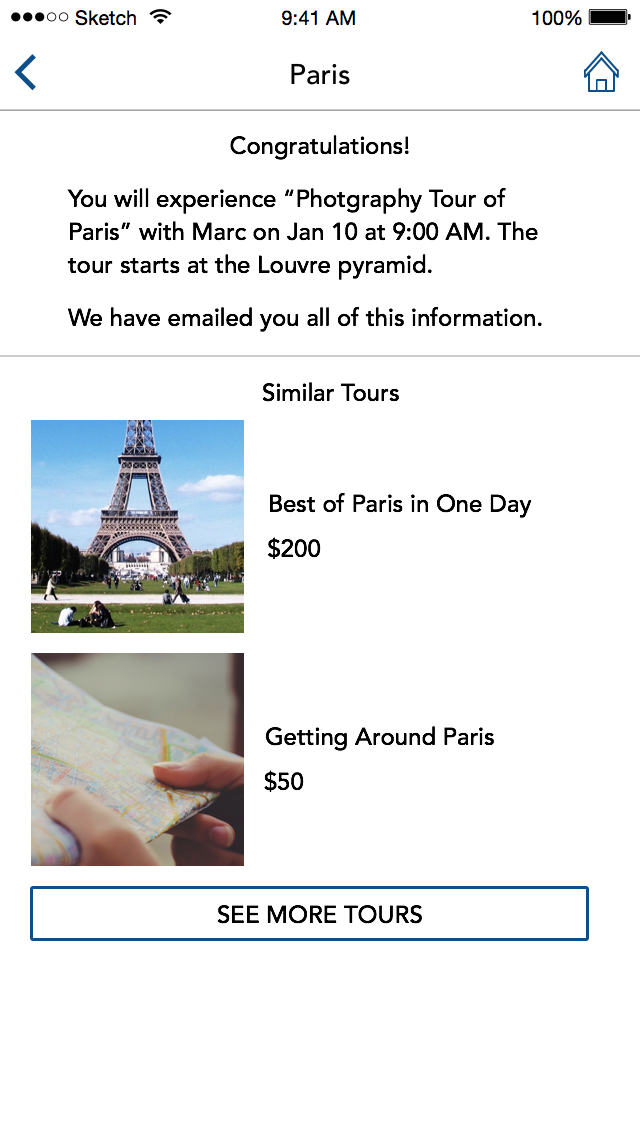 Sketch 9:41 AM 100%
Paris
Congratulations!
You will experience “Photgraphy Tour of
Paris” with Marc on Jan 10 at 9:00 AM. The
tour starts at the Louvre pyramid.
We have emailed you all of this information.
Similar Tours
Best of Paris in One Day
$200
Getting Around Paris
$50
SEE MORE TOURS